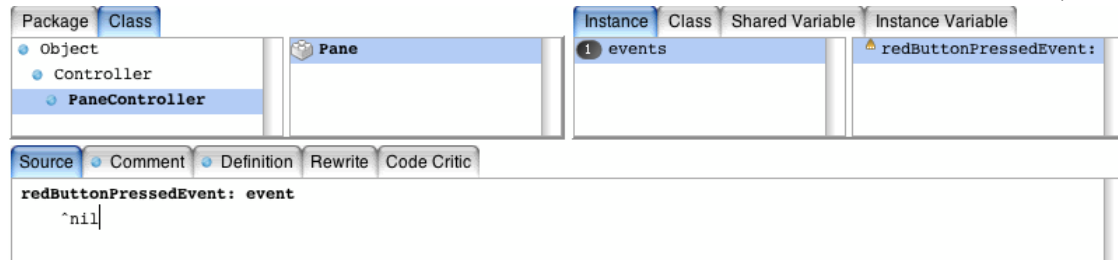 Package Class
Instance Class Shared Variable Instance Variable
Object
Controller
PaneController
Pane
1 events
redButtonPressedEvent:
Source Comment Definition Rewrite Code Critic
redButtonPressedEvent: event
^nil